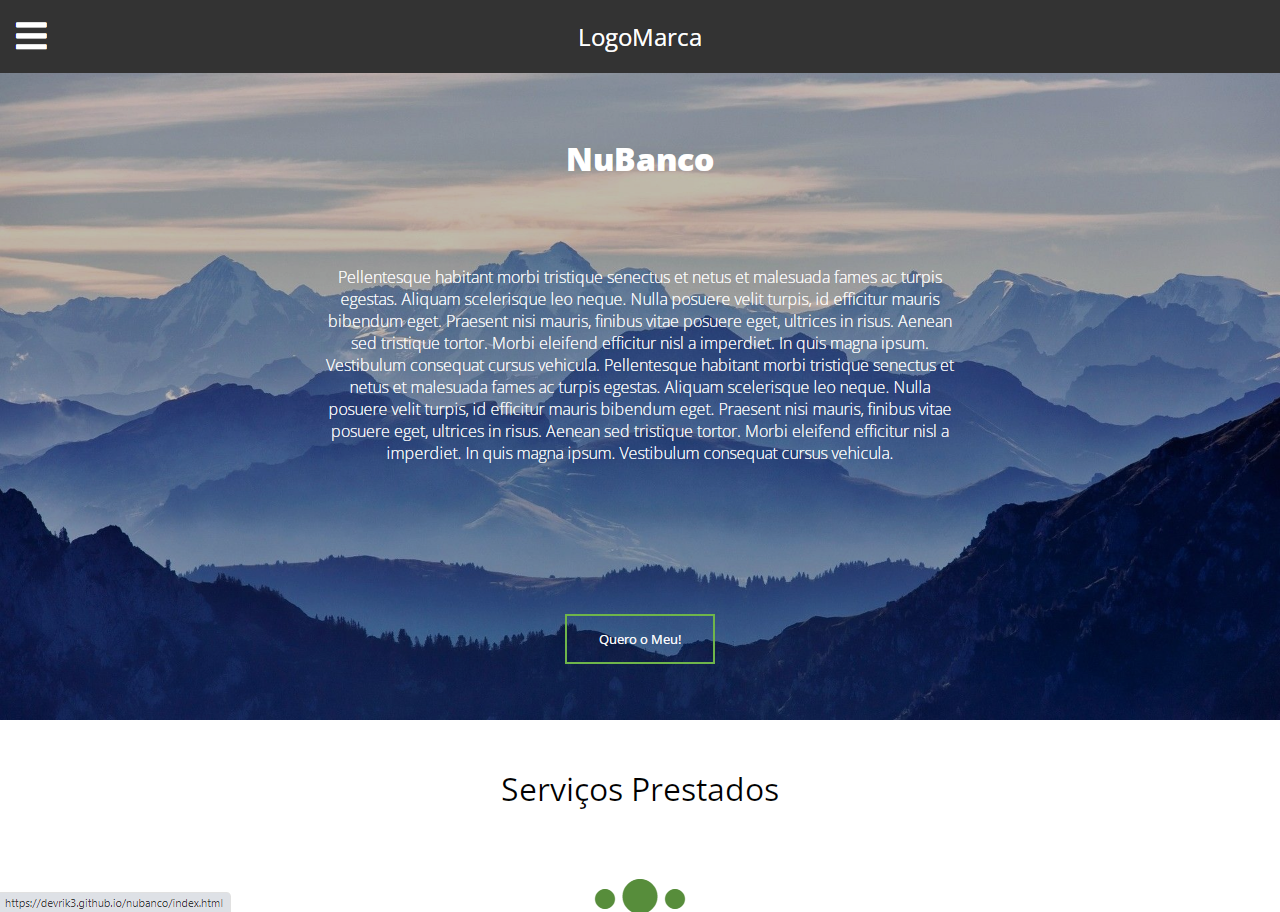 LogoMarca
NuBanco
Pellentesque habitant morbi tristique senectus et netus et malesuada fames ac turpis
egestas. Aliquam scelerisque leo neque. Nulla posuere velit turpis, id efficitur mauris
bibendum eget. Praesent nisi mauris, finibus vitae posuere eget, ultrices in risus. Aenean
sed tristique tortor. Morbi eleifend efficitur nisl a imperdiet. In quis magna ipsum.
Vestibulum consequat cursus vehicula. Pellentesque habitant morbi tristique senectus et
netus et malesuada fames ac turpis egestas. Aliquam scelerisque leo neque. Nulla
posuere velit turpis, id efficitur mauris bibendum eget. Praesent nisi mauris, finibus vitae
posuere eget, ultrices in risus. Aenean sed tristique tortor. Morbi eleifend efficitur nisl a
imperdiet. In quis magna ipsum. Vestibulum consequat cursus vehicula.
Quero o Meu!
Serviços Prestados
https://devrik3.github.io/nubanco/index.html